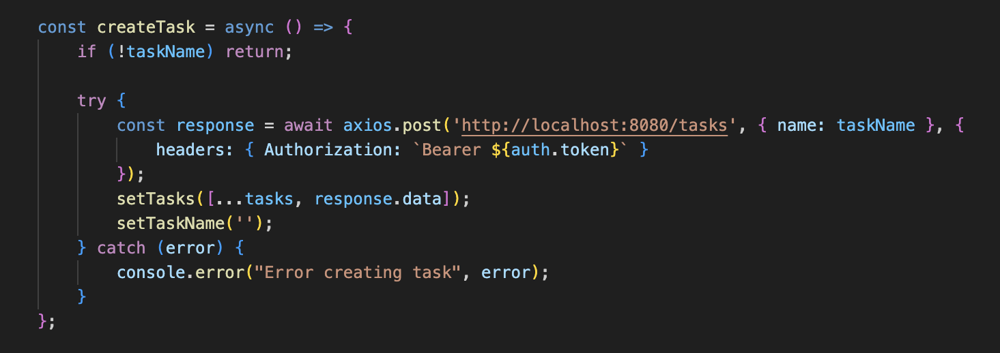 const createTask = async () => {
    if (!taskName) return;

    try {
        const response = await axios.post('http://localhost:8080/tasks', { name: taskName }, {
            headers: { Authorization: `Bearer ${auth.token}` }
        });
        setTasks([...tasks, response.data]);
        setTaskName('');
    } catch (error) {
        console.error("Error creating task", error);
    }
};